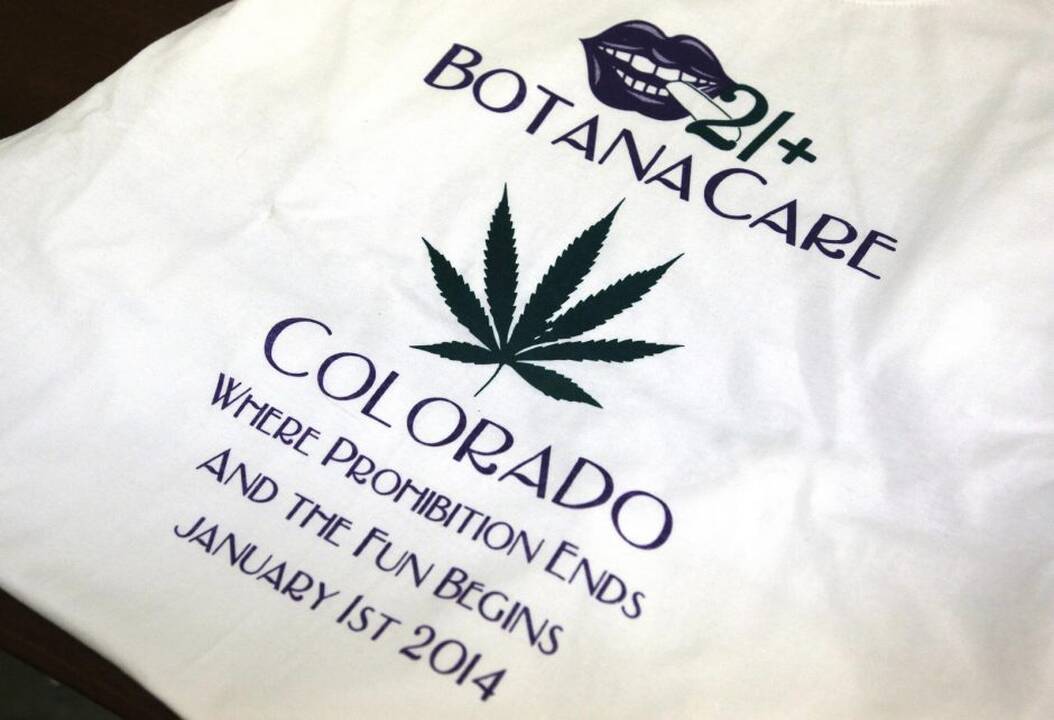 21+
BOTANACARE
COLORADO
WHERE PROHIBITION ENDS
AND THE FUN BEGINS
JANUARY 1ST 2014